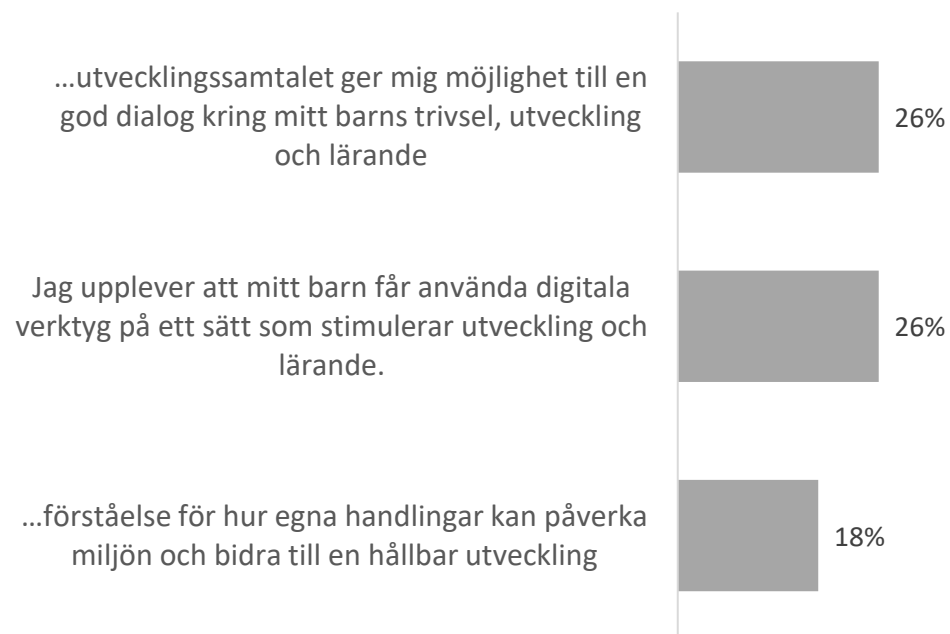 ...utvecklingssamtalet ger mig möjlighet till en
god dialog kring mitt barns trivsel, utveckling
och lärande
26%
Jag upplever att mitt barn får använda digitala
verktyg på ett sätt som stimulerar utveckling och
lärande.
26%
...förståelse för hur egna handlingar kan påverka
miljön och bidra till en hållbar utveckling
18%